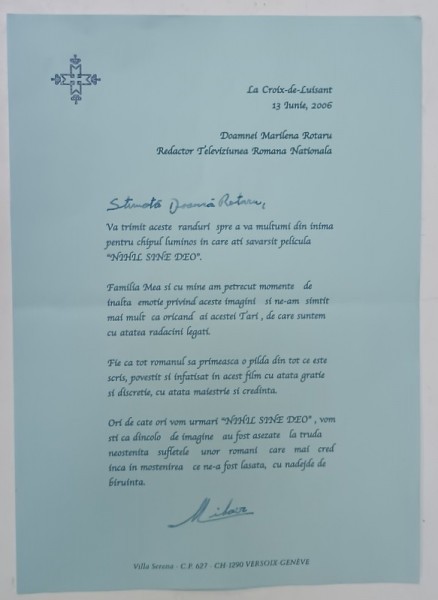 La Croix-de-Luisant
13 Iunie, 2006
Doamnei Marilena Rotaru
Redactor Televiziunea Romana Nationala
Stimată Doamnă Rotaru,
Va trimit aceste randuri spre a va multumi din inima
pentru chipul luminos in care ati savarsit pelicula
"NIHIL SINE DEO".
Familia Mea si cu mine am petrecut momente de
inalta emotie privind aceste imagini si ne-am simtit
mai mult ca oricand ai acestei Tari , de care suntem
cu atatea radacini legati.
Fie ca tot romanul sa primeasca o pilda din tot ce este
scris, povestit si infatisat in acest film cu atata gratie
si discretie, cu atata maiestrie si credinta.
Ori de cate ori vom urmari "NIHIL SINE DEO" , vom
sti ca dincolo de imagine au fost asezate la truda
neostenita sufletele unor romani care mai cred
inca in mostenirea ce ne-a fost lasata, cu nadejde de
biruinta.
Villa Serena - C.P. 627 - CH-1290 VERSOIX GENÈVE